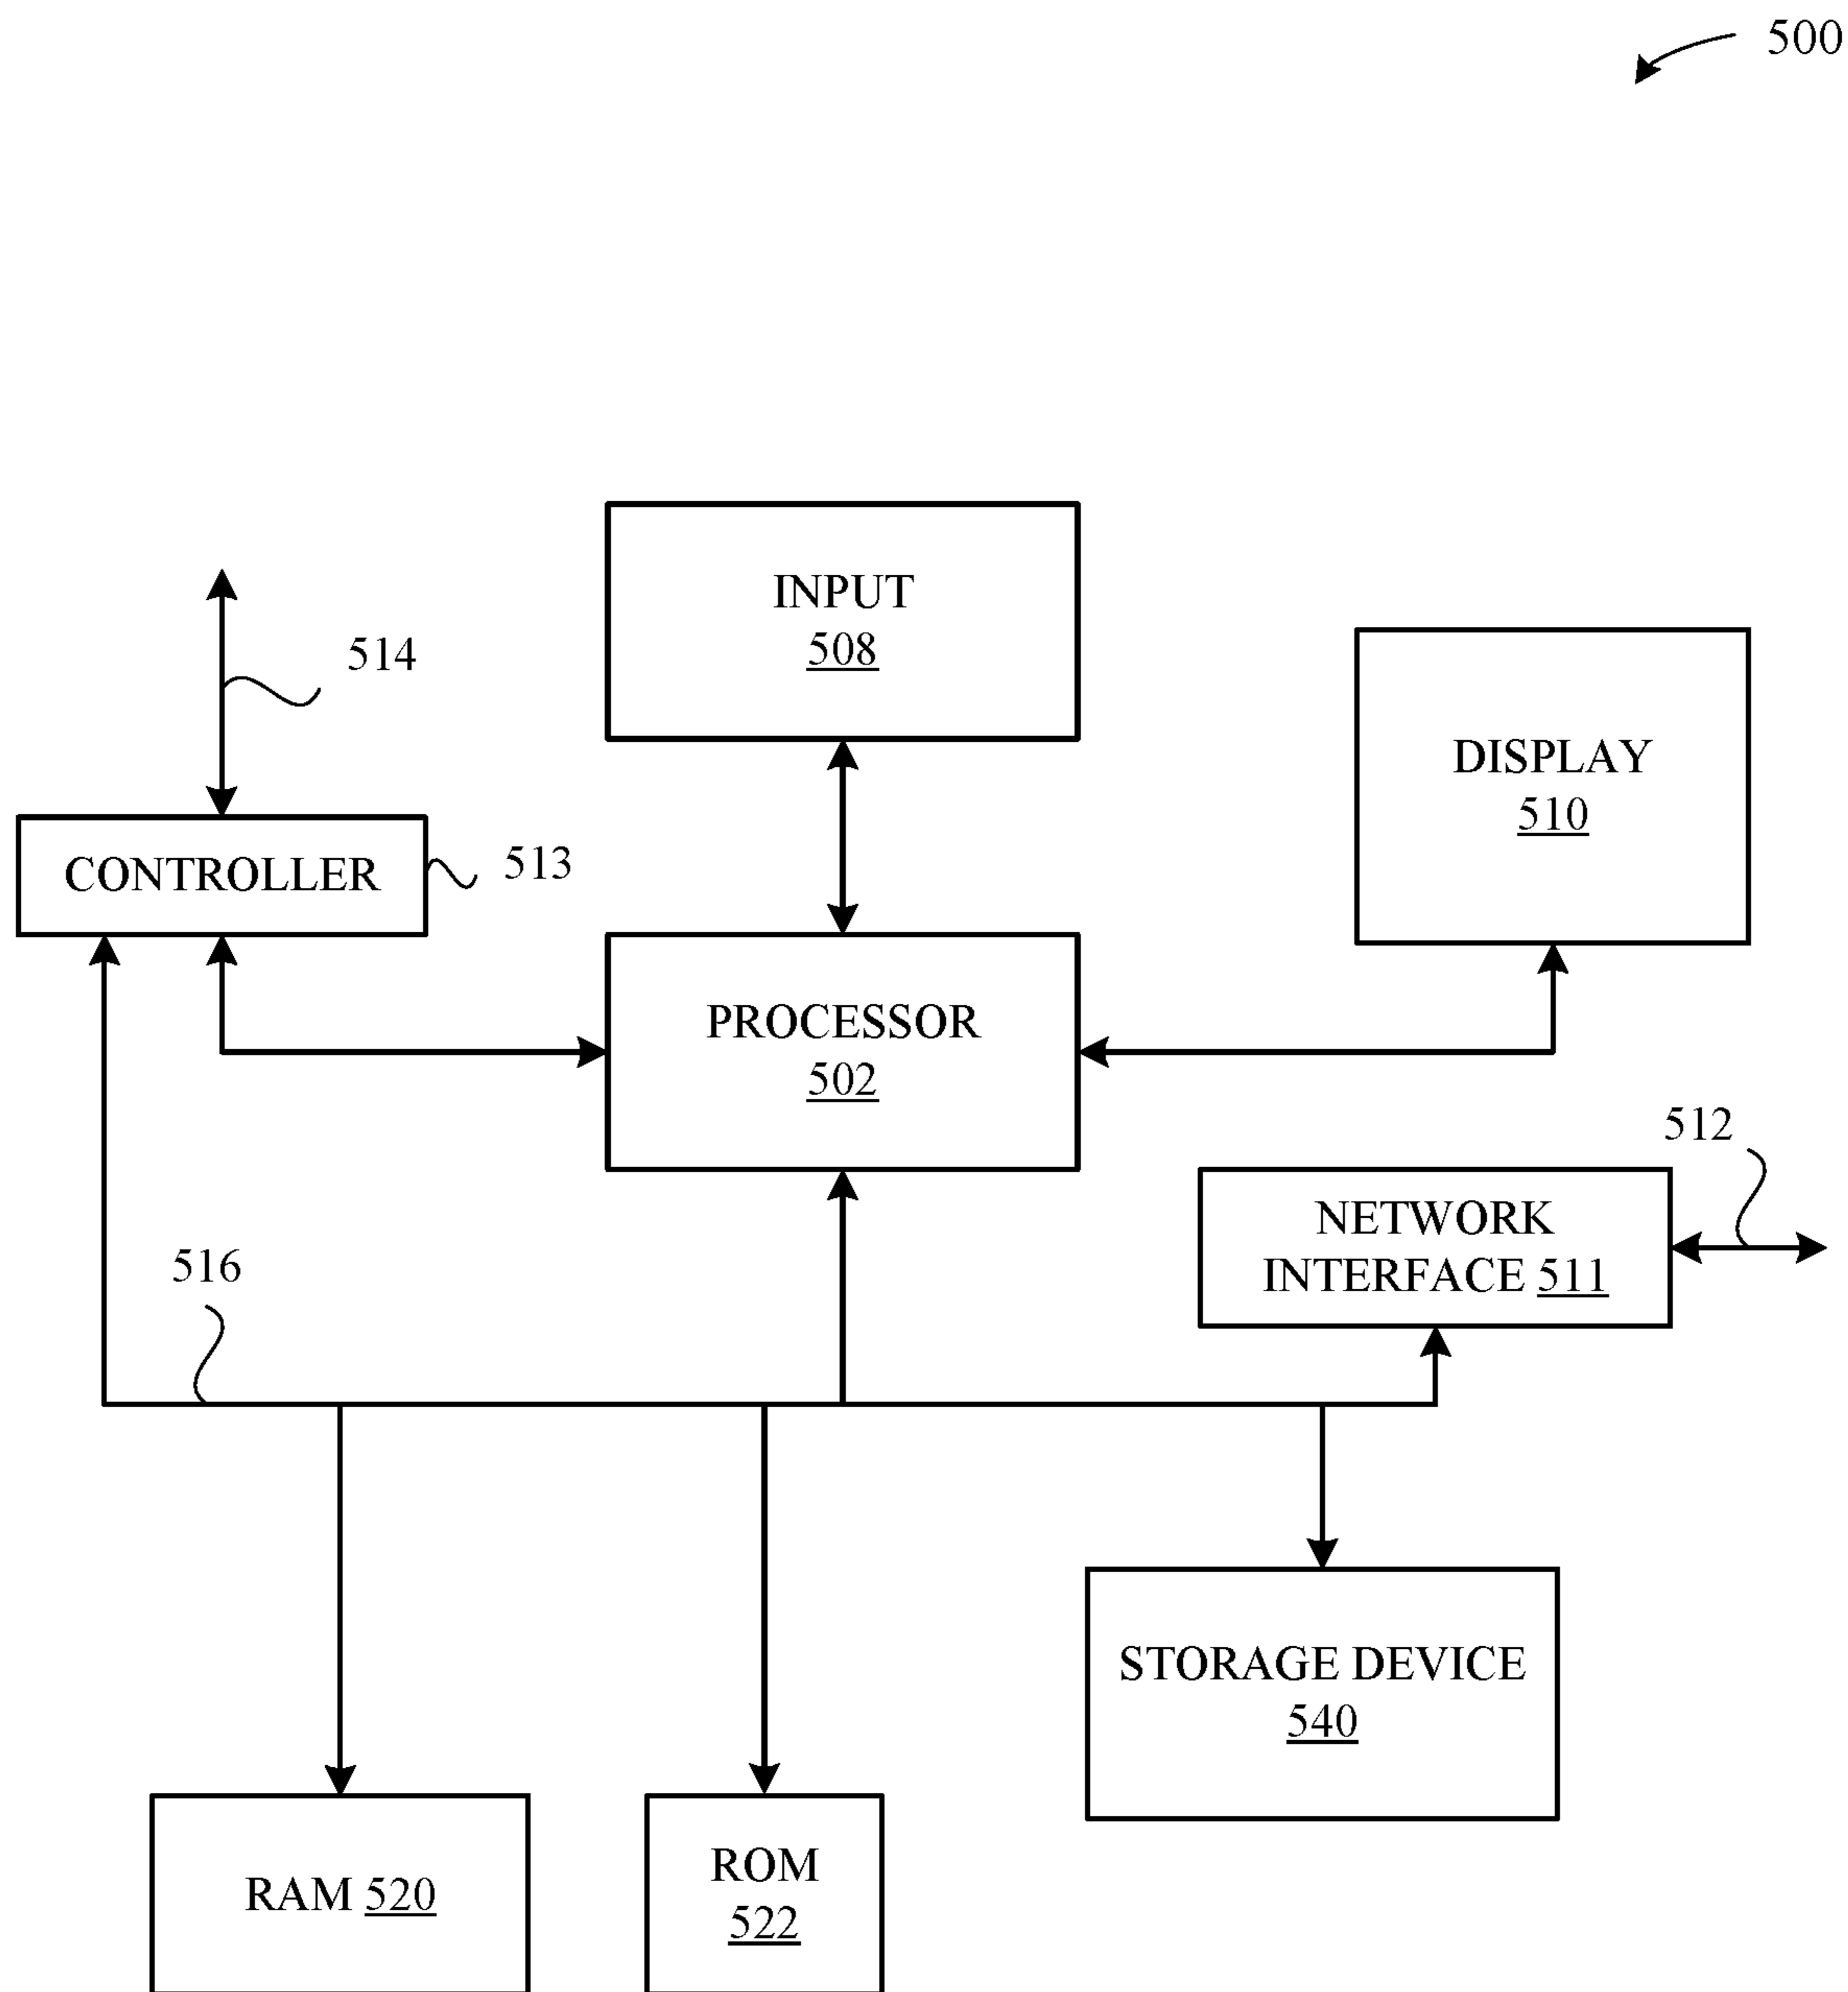 500
INPUT
508
514
DISPLAY
510
CONTROLLER
513
PROCESSOR
502
512
NETWORK
INTERFACE 511
516
STORAGE DEVICE
540
RAM 520
ROM
522